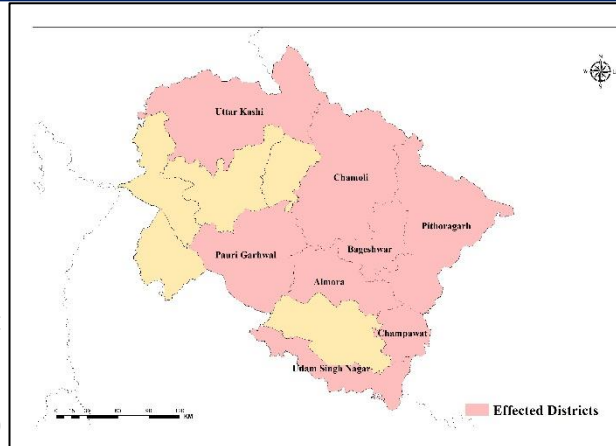 Uttar Kashi
Chamoli
Pithoragarh
Pauri Garhwal
Bageshwar
Almora
Champawat
Udam Singh Nagar
KM
Effected Districts